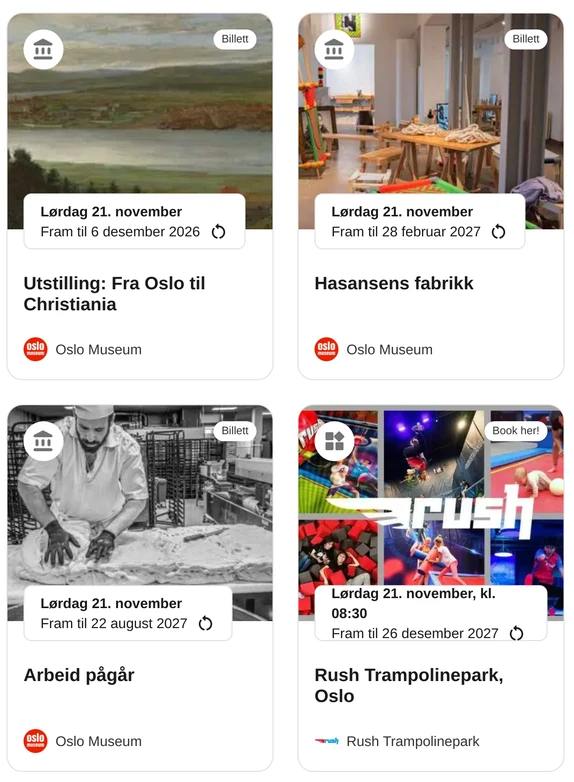 Billett
Lørdag 21. november
Fram til 6 desember 2026
Utstilling: Fra Oslo til
Christiania
oslo
museum
Oslo Museum
Billett
Lørdag 21. november
Fram til 28 februar 2027
Hasansens fabrikk
oslo
museum
Oslo Museum
Billett
Lørdag 21. november
Fram til 22 august 2027
Arbeid pågår
oslo
museum
Oslo Museum
Book her!
rush
Lørdag 21. november, kl.
08:30
Fram til 26 desember 2027
Rush Trampolinepark,
Oslo
rush
Rush Trampolinepark